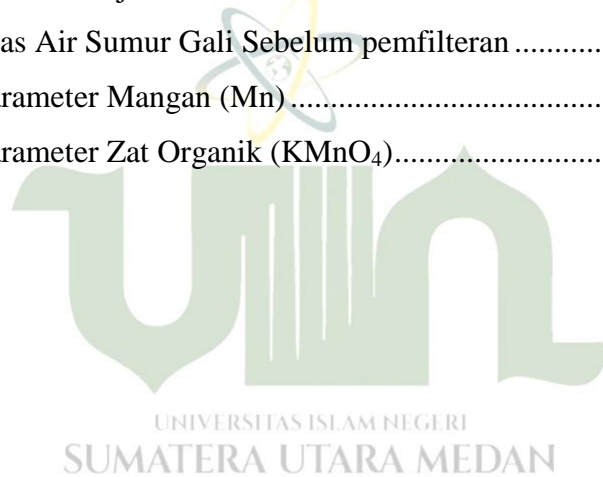 as Air Sumur Gali Sebelum pemfilteran ............
arameter Mangan (Mn)....................................
arameter Zat Organik (KMnO₄).........................
UIN
UNIVERSITAS ISLAM NEGERI
SUMATERA UTARA MEDAN